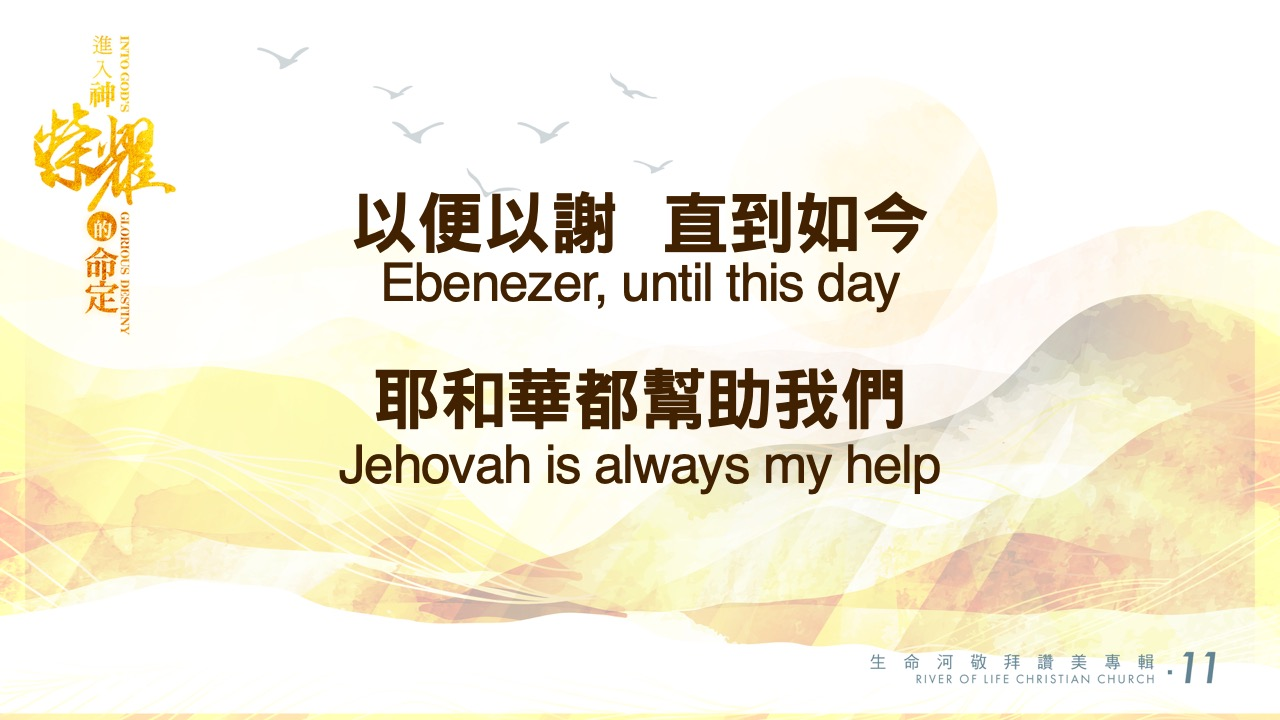 進入神
榮耀
的
命定
INTO GOD'S
GLORIOUS DESTINY
以便以謝 直到如今
Ebenezer, until this day
耶和華都幫助我們
Jehovah is always my help
生命河敬拜讚美專輯
RIVER OF LIFE CHRISTIAN CHURCH
·11